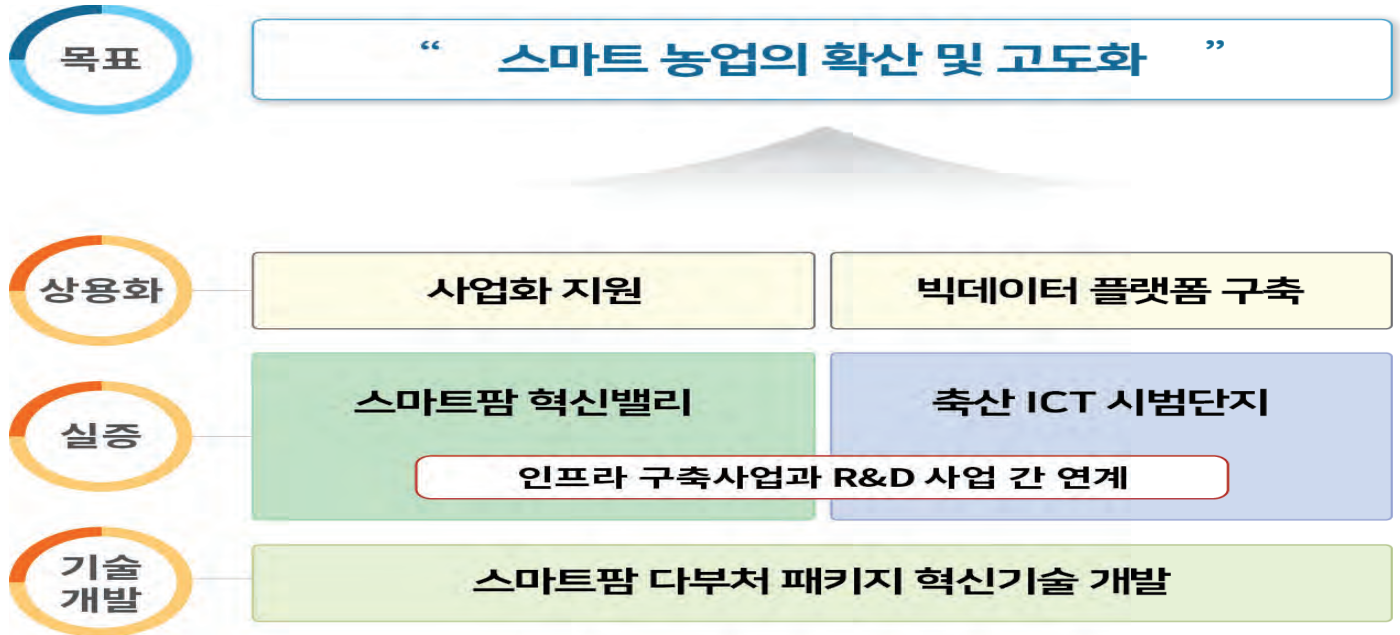 목표
“ 스마트 농업의 확산 및 고도화 ”
상용화
사업화 지원
빅데이터 플랫폼 구축
실증
스마트팜 혁신밸리
축산 ICT 시범단지
인프라 구축사업과 R&D 사업 간 연계
기술
개발
스마트팜 다부처 패키지 혁신기술 개발